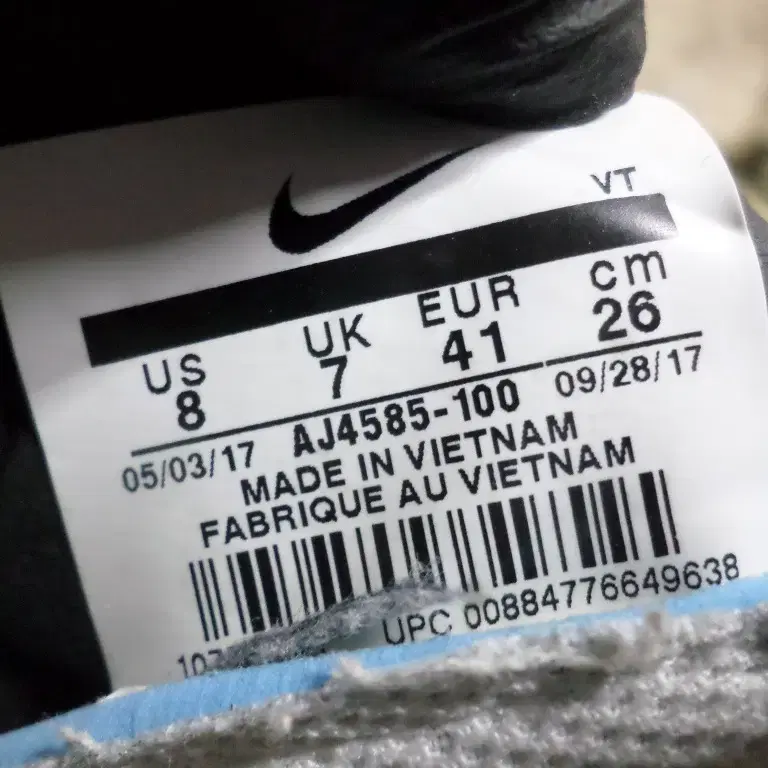 VT
US UK EUR cm
8 7 41 26
05/03/17 AJ4585-100 09/28/17
MADE IN VIETNAM
FABRIQUE AU VIETNAM
UPC 00884776649638